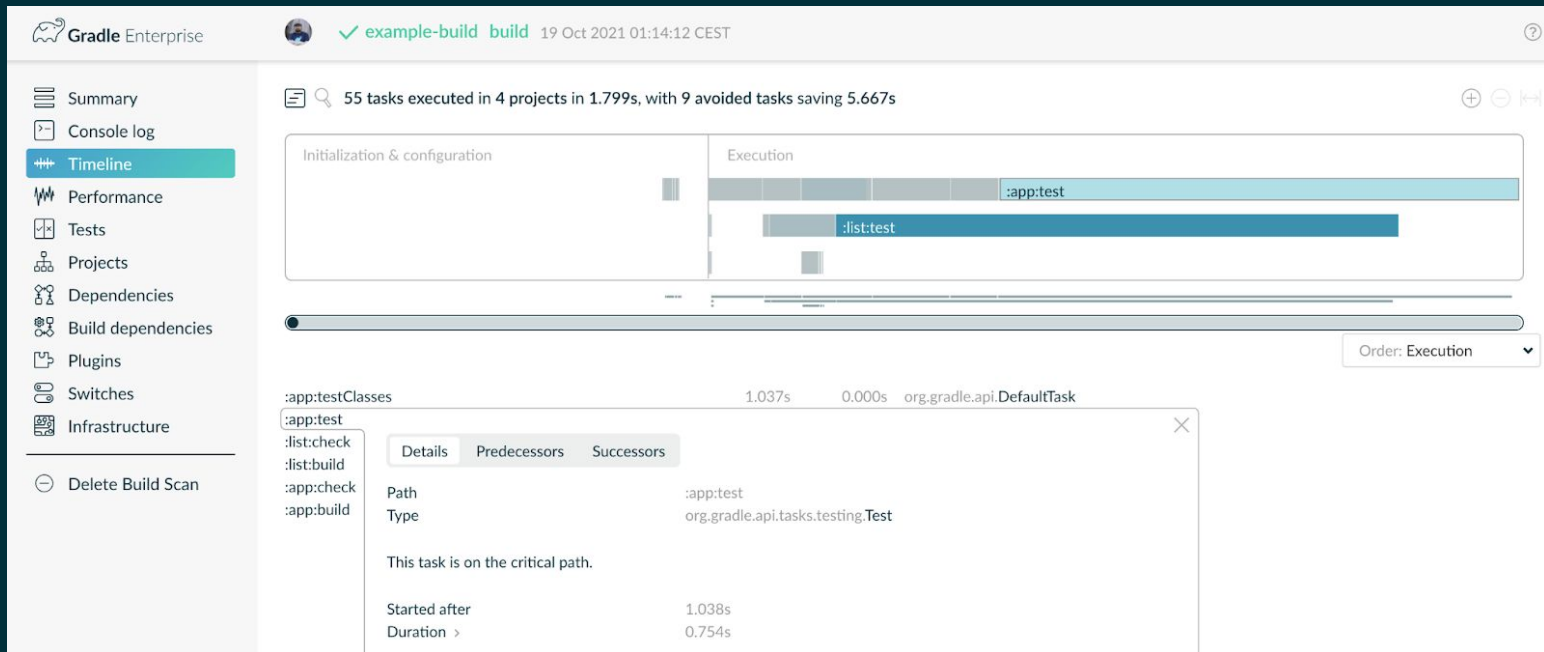 Gradle Enterprise
example-build build 19 Oct 2021 01:14:12 CEST
Summary
Console log
Timeline
Performance
Tests
Projects
Dependencies
Build dependencies
Plugins
Switches
Infrastructure
Delete Build Scan
55 tasks executed in 4 projects in 1.799s, with 9 avoided tasks saving 5.667s
Initialization & configuration
Execution
:app:test
:list:test
Order: Execution
:app:testClasses 1.037s 0.000s org.gradle.api.DefaultTask
:app:test
:list:check
:list:build
:app:check
:app:build
Details Predecessors Successors
Path :app:test
Type org.gradle.api.tasks.testing.Test
This task is on the critical path.
Started after 1.038s
Duration > 0.754s